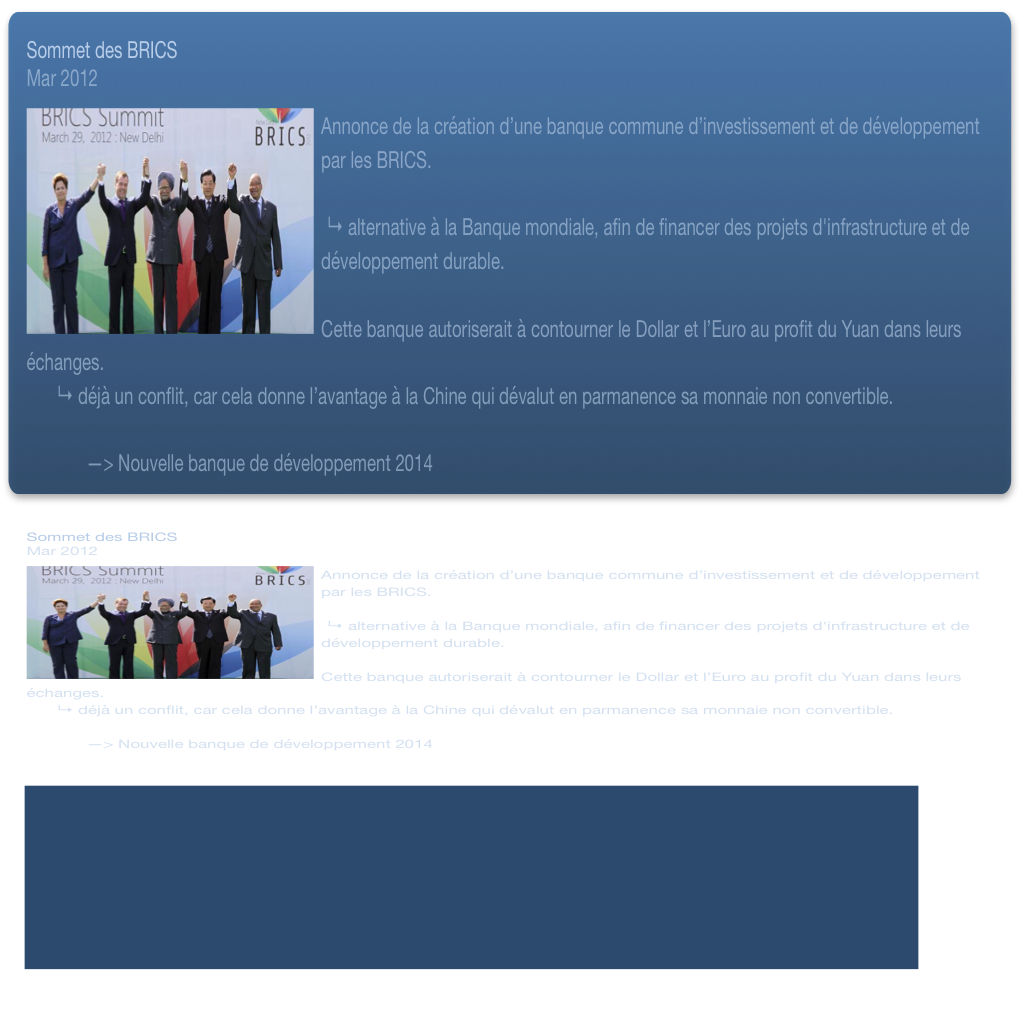 Sommet des BRICS
Mar 2012
BRICS Summit
March 29, 2012 : New Delhi
BRICS
Annonce de la création d’une banque commune d’investissement et de développement
par les BRICS.
↳ alternative à la Banque mondiale, afin de financer des projets d'infrastructure et de
développement durable.
Cette banque autoriserait à contourner le Dollar et l’Euro au profit du Yuan dans leurs
échanges.
↳ déjà un conflit, car cela donne l’avantage à la Chine qui dévalut en parmanence sa monnaie non convertible.
—> Nouvelle banque de développement 2014
Sommet des BRICS
Mar 2012
BRICS Summit
March 29, 2012 : New Delhi
BRICS
Annonce de la création d’une banque commune d’investissement et de développement
par les BRICS.
↳ alternative à la Banque mondiale, afin de financer des projets d'infrastructure et de
développement durable.
Cette banque autoriserait à contourner le Dollar et l’Euro au profit du Yuan dans leurs
échanges.
↳ déjà un conflit, car cela donne l’avantage à la Chine qui dévalut en parmanence sa monnaie non convertible.
—> Nouvelle banque de développement 2014